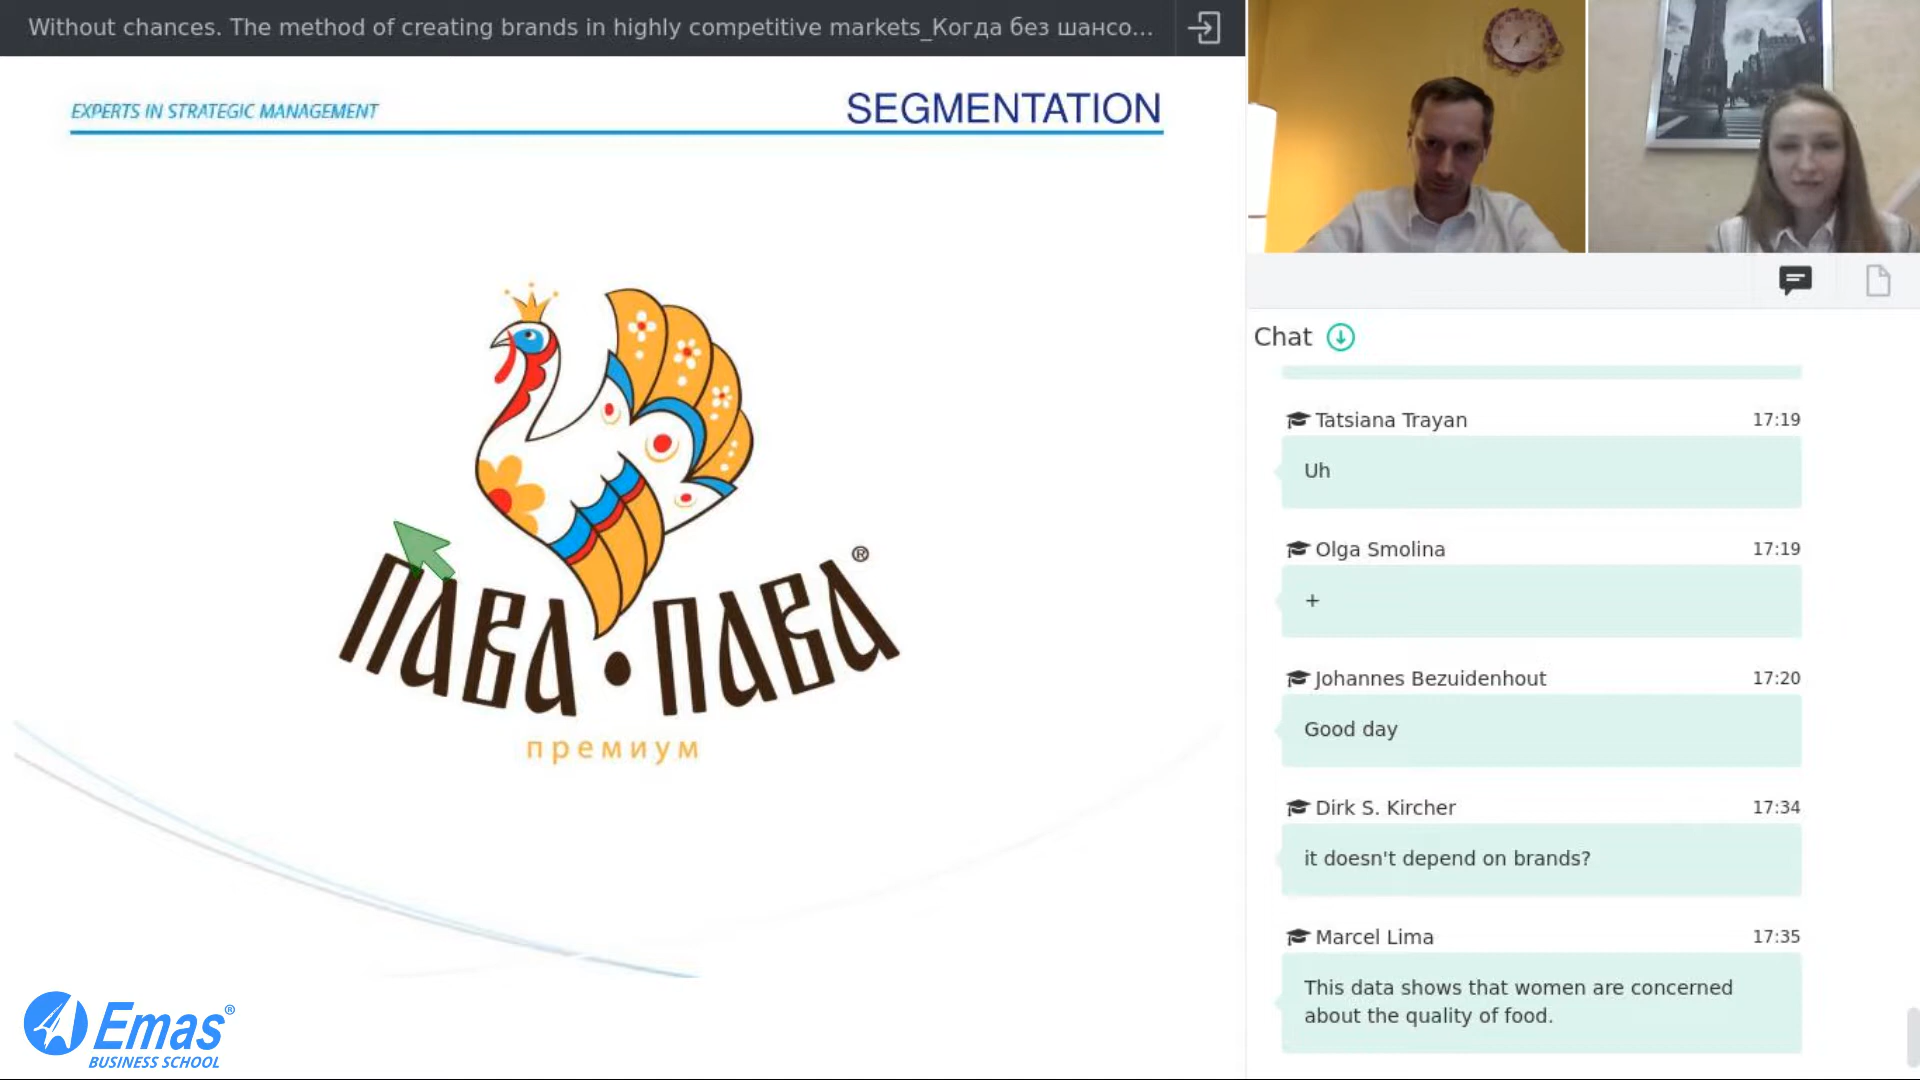 Without chances. The method of creating brands in highly competitive markets_Когда без шансо...
EXPERTS IN STRATEGIC MANAGEMENT
SEGMENTATION
ПАВА • ПАВА ®
премиум
Emas®
BUSINESS SCHOOL
Chat
Tatsiana Trayan 17:19
Uh
Olga Smolina 17:19
+
Johannes Bezuidenhout 17:20
Good day
Dirk S. Kircher 17:34
it doesn't depend on brands?
Marcel Lima 17:35
This data shows that women are concerned
about the quality of food.